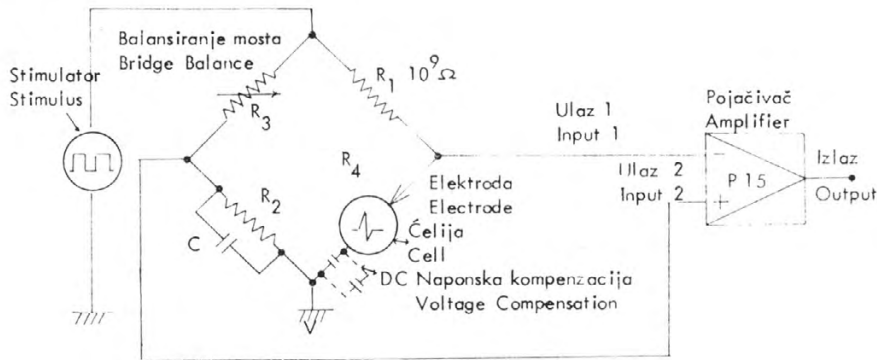 Balansiranje mosta
Bridge Balance
Stimulator
Stimulus
R₁ 10⁹Ω
R₃
Ulaz 1
Input 1
Pojačivač
Amplifier
R₄
Ulaz 2
Input 2
−
+
P 15
Izlaz
Output
Elektroda
Electrode
R₂
C
Ćelija
Cell
DC Naponska kompenzacija
Voltage Compensation